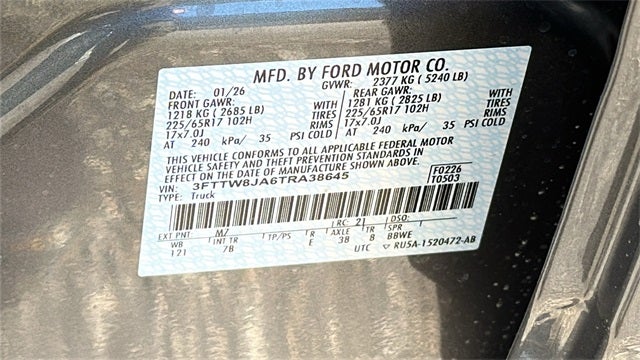 MFD. BY FORD MOTOR CO.
DATE: 01/26 GVWR: 2377 KG (5240 LB)
FRONT GAWR: WITH REAR GAWR: WITH
1218 KG (2685 LB) TIRES 1281 KG (2825 LB) TIRES
225/65R17 102H RIMS 225/65R17 102H RIMS
17x7.0J 17x7.0J
AT 240 kPa/ 35 PSI COLD AT 240 kPa/ 35 PSI COLD
THIS VEHICLE CONFORMS TO ALL APPLICABLE FEDERAL MOTOR
VEHICLE SAFETY AND THEFT PREVENTION STANDARDS IN EFFECT
ON THE DATE OF MANUFACTURE SHOWN ABOVE.
VIN: 3FTTW8JA6TRA38645 F0226
TYPE: Truck T0503
EXT PNT: M7 RC: 21 DSO:
WB INT TR TP/PS R AXLE TR SPR
121 7B E 3B 8 BBWE
UTC ▽ RU5A-1520472-AB